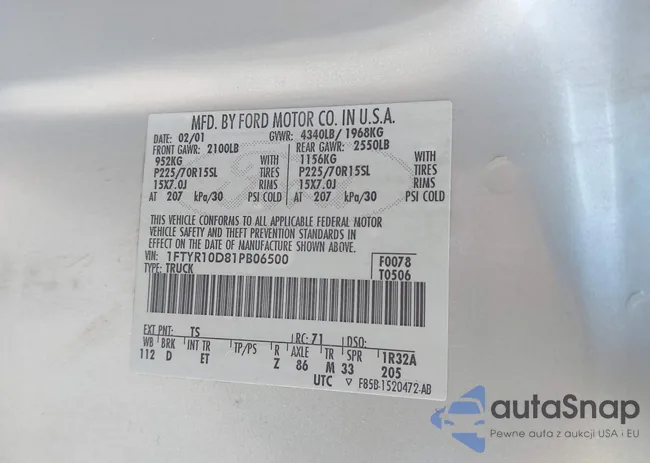 MFD. BY FORD MOTOR CO. IN U.S.A.
DATE: 02/01 GVWR: 4340LB/ 1968KG
FRONT GAWR: 2100LB REAR GAWR: 2550LB
952KG WITH 1156KG WITH
P225/70R15SL TIRES P225/70R15SL TIRES
15X7.0J RIMS 15X7.0J RIMS
AT 207 kPa/30 PSI COLD AT 207 kPa/30 PSI COLD
THIS VEHICLE CONFORMS TO ALL APPLICABLE FEDERAL MOTOR
VEHICLE SAFETY AND THEFT PREVENTION STANDARDS IN
EFFECT ON THE DATE OF MANUFACTURE SHOWN ABOVE.
VIN: 1FTYR10D81PB06500 F0078
TYPE: TRUCK T0506
EXT PNT: TS RC: 71 DSO:
WB BRK INT TR TP/PS R AXLE TR SPR 1R32A
112 D ET Z 86 M 33 205
UTC ▽ F85B-1520472-AB
autaSnap
Pewne auta z aukcji USA i EU